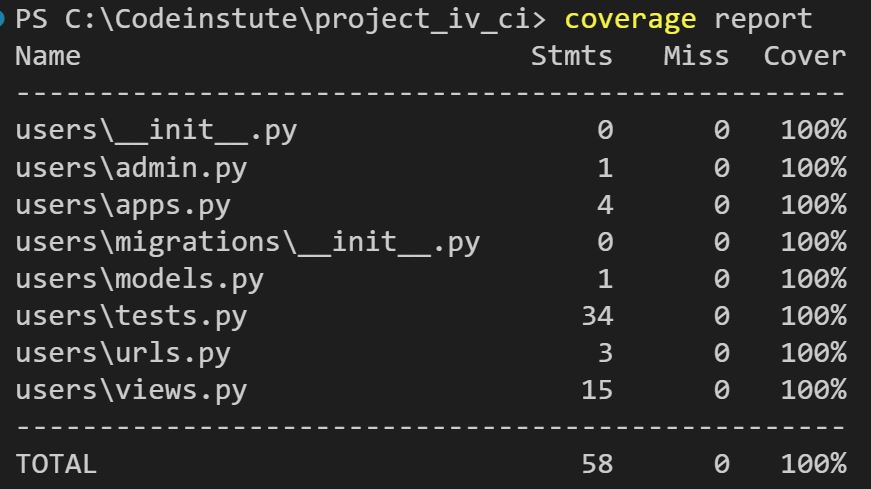 PS C:\Codeinstute\project_iv_ci> coverage report
Name                               Stmts   Miss  Cover
--------------------------------------------------
users\__init__.py                      0      0   100%
users\admin.py                         1      0   100%
users\apps.py                          4      0   100%
users\migrations\__init__.py           0      0   100%
users\models.py                        1      0   100%
users\tests.py                        34      0   100%
users\urls.py                          3      0   100%
users\views.py                        15      0   100%
--------------------------------------------------
TOTAL                                 58      0   100%